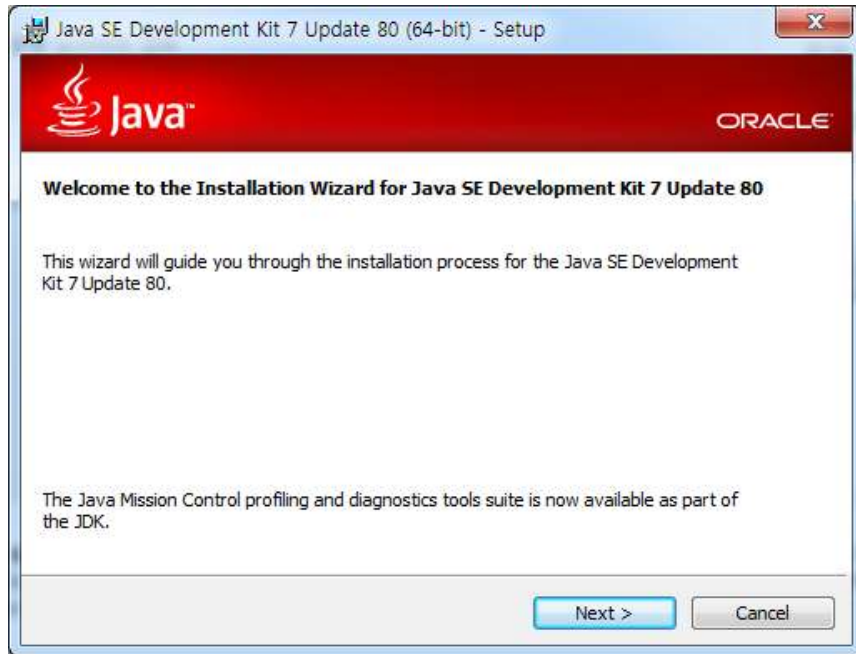 Java SE Development Kit 7 Update 80 (64-bit) - Setup
Java™
ORACLE®
Welcome to the Installation Wizard for Java SE Development Kit 7 Update 80
This wizard will guide you through the installation process for the Java SE Development
Kit 7 Update 80.
The Java Mission Control profiling and diagnostics tools suite is now available as part of
the JDK.
Next >
Cancel